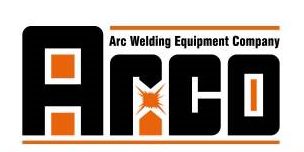 Arc Welding Equipment Company
ARCO